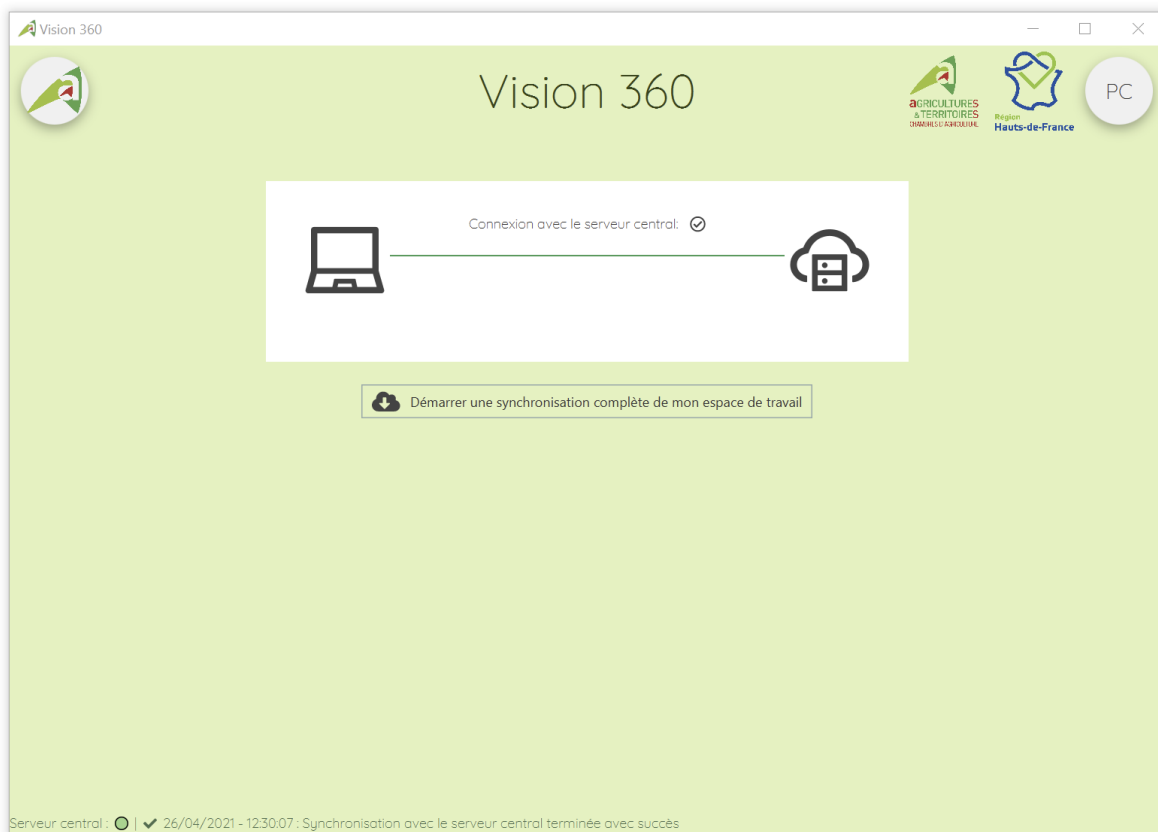 Vision 360
Vision 360
AGRICULTURES
& TERRITOIRES
CHAMBRES D'AGRICULTURE
Région
Hauts-de-France
PC
Connexion avec le serveur central:
Démarrer une synchronisation complète de mon espace de travail
Serveur central : | 26/04/2021 - 12:30:07 : Synchronisation avec le serveur central terminée avec succès